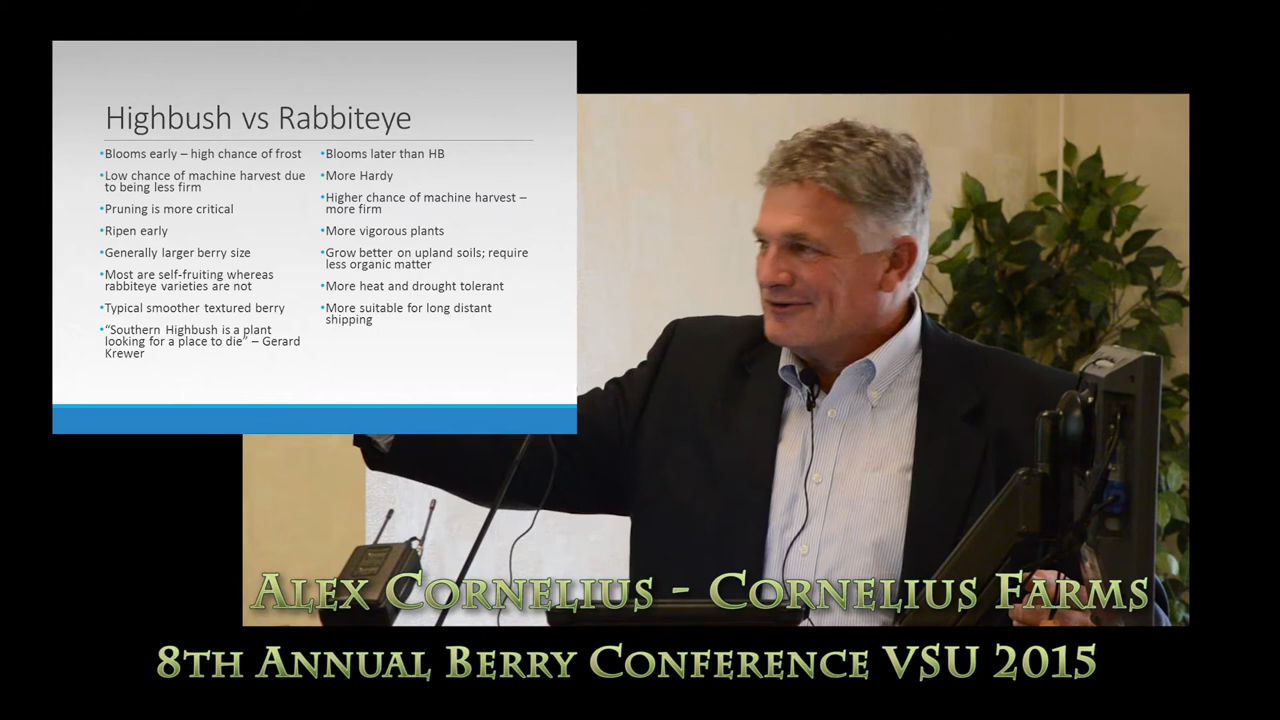 Highbush vs Rabbiteye
•Blooms early – high chance of frost
•Low chance of machine harvest due
to being less firm
•Pruning is more critical
•Ripen early
•Generally larger berry size
•Most are self-fruiting whereas
rabbiteye varieties are not
•Typical smoother textured berry
•“Southern Highbush is a plant
looking for a place to die” – Gerard
Krewer
•Blooms later than HB
•More Hardy
•Higher chance of machine harvest –
more firm
•More vigorous plants
•Grow better on upland soils; require
less organic matter
•More heat and drought tolerant
•More suitable for long distant
shipping
Alex Cornelius - Cornelius Farms
8th Annual Berry Conference VSU 2015